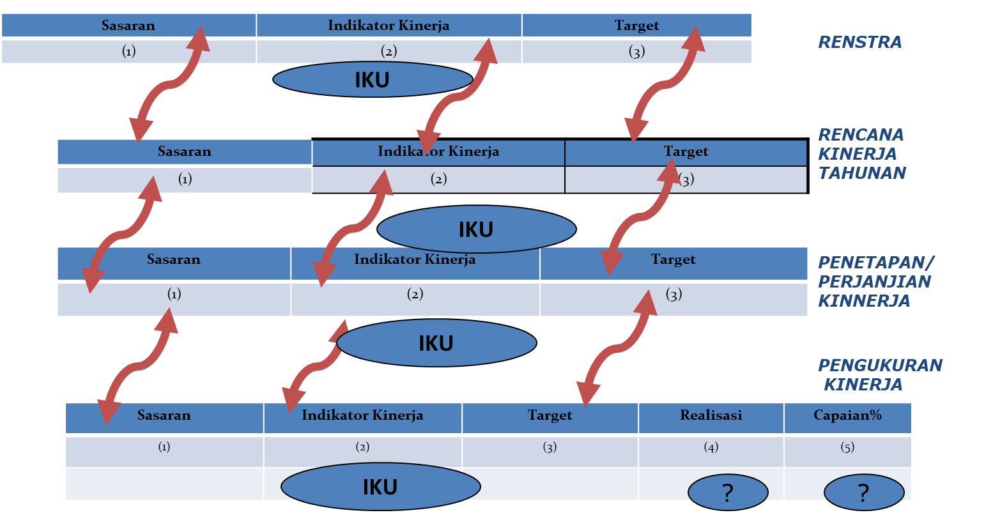 Sasaran Indikator Kinerja Target
(1) (2) (3)
RENSTRA
IKU
Sasaran Indikator Kinerja Target
(1) (2) (3)
RENCANA
KINERJA
TAHUNAN
IKU
Sasaran Indikator Kinerja Target
(1) (2) (3)
PENETAPAN/
PERJANJIAN
KINNERJA
IKU
PENGUKURAN
KINERJA
Sasaran Indikator Kinerja Target Realisasi Capaian%
(1) (2) (3) (4) (5)
IKU ? ?